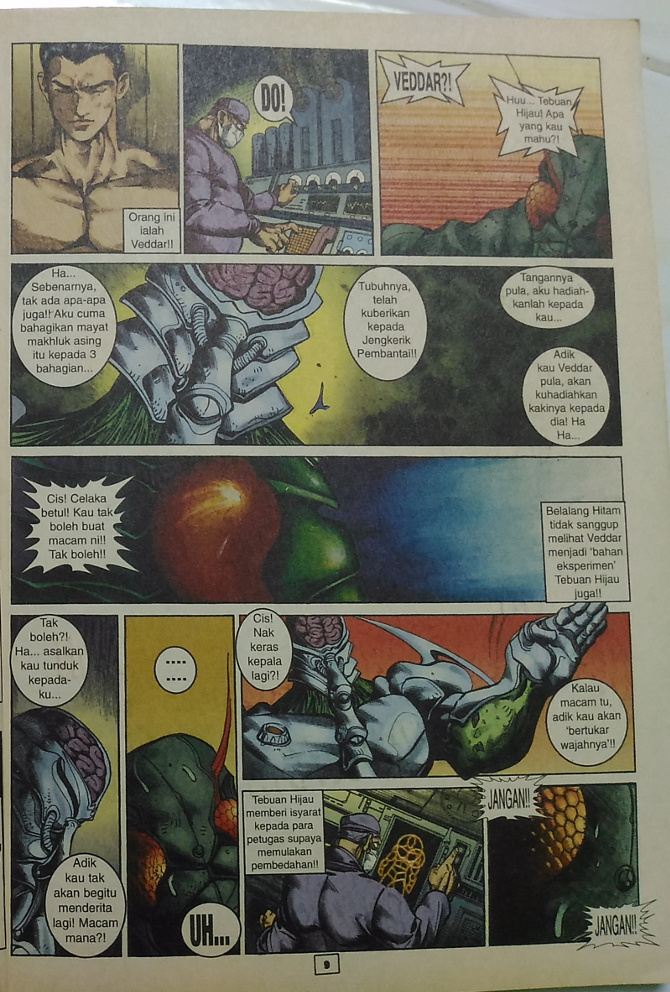 Orang ini
ialah
Veddar!!
DO!
VEDDAR?!
Huu... Tebuan
Hijau! Apa
yang kau
mahu?!
Ha...
Sebenarnya,
tak ada apa-apa
juga!! Aku cuma
bahagikan mayat
makhluk asing
itu kepada 3
bahagian...
Tubuhnya,
telah
kuberikan
kepada
Jengkerik
Pembantai!!
Tangannya
pula, aku hadiah-
kanlah kepada
kau...
Adik
kau Veddar
pula, akan
kuhadiahkan
kakinya kepada
dia! Ha
Ha...
Cis! Celaka
betul! Kau tak
boleh buat
macam ni!!
Tak boleh!!
Belalang Hitam
tidak sanggup
melihat Veddar
menjadi 'bahan
eksperimen'
Tebuan Hijau
juga!!
Tak
boleh?!
Ha... asalkan
kau tunduk
kepada-
ku...
Adik
kau tak
akan begitu
menderita
lagi! Macam
mana?!
....
....
UH...
Cis!
Nak
keras
kepala
lagi?!
Kalau
macam tu,
adik kau akan
'bertukar
wajahnya'!!
Tebuan Hijau
memberi isyarat
kepada para
petugas supaya
memulakan
pembedahan!!
JANGAN!!
JANGAN!!
9